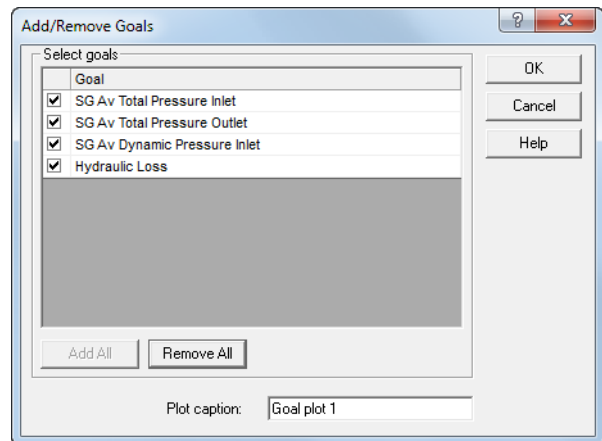 Add/Remove Goals
Select goals
Goal
SG Av Total Pressure Inlet
SG Av Total Pressure Outlet
SG Av Dynamic Pressure Inlet
Hydraulic Loss
Add All
Remove All
Plot caption: Goal plot 1
OK
Cancel
Help